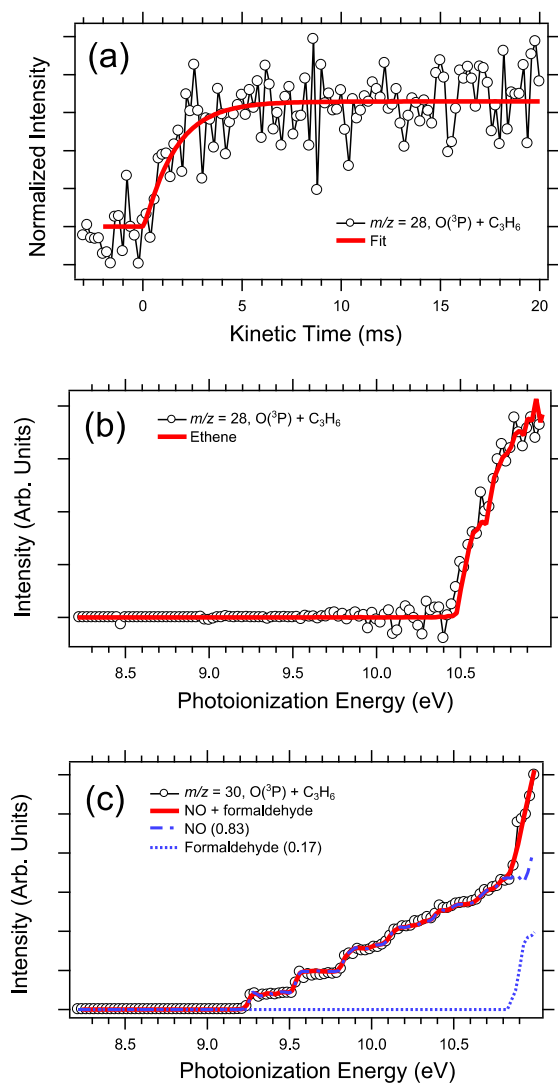 (a)
Normalized Intensity
m/z = 28, O(³P) + C₃H₆
Fit
0 5 10 15 20
Kinetic Time (ms)
(b)
m/z = 28, O(³P) + C₃H₆
Ethene
Intensity (Arb. Units)
8.5 9.0 9.5 10.0 10.5
Photoionization Energy (eV)
(c)
m/z = 30, O(³P) + C₃H₆
NO + formaldehyde
NO (0.83)
Formaldehyde (0.17)
Intensity (Arb. Units)
8.5 9.0 9.5 10.0 10.5
Photoionization Energy (eV)